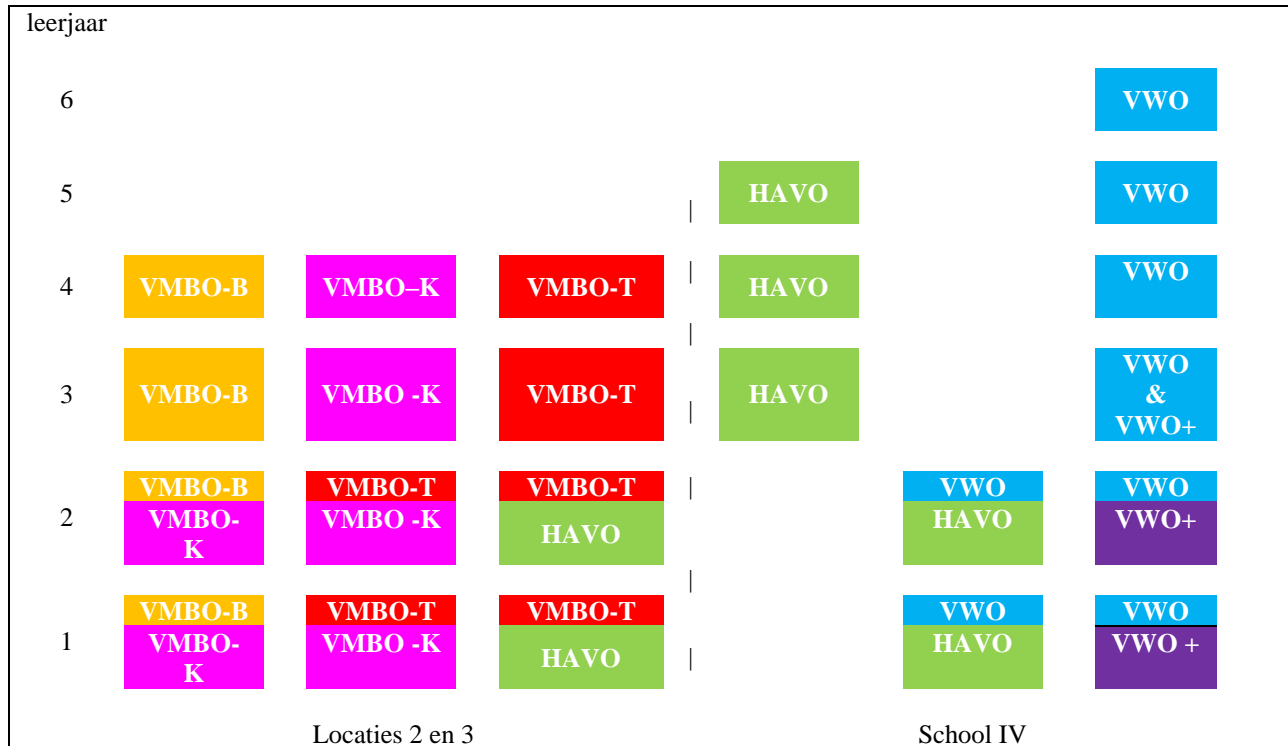 leerjaar
6 VWO
5 HAVO VWO
|
4 VMBO-B VMBO–K VMBO-T | HAVO VWO
|
3 VMBO-B VMBO -K VMBO-T HAVO VWO
&
VWO+
|
VMBO-B VMBO-T VMBO-T | VWO VWO
2 VMBO-
K VMBO -K HAVO HAVO VWO+
|
VMBO-B VMBO-T VMBO-T VWO VWO
1 VMBO-
K VMBO -K HAVO HAVO VWO +
|
Locaties 2 en 3 School IV